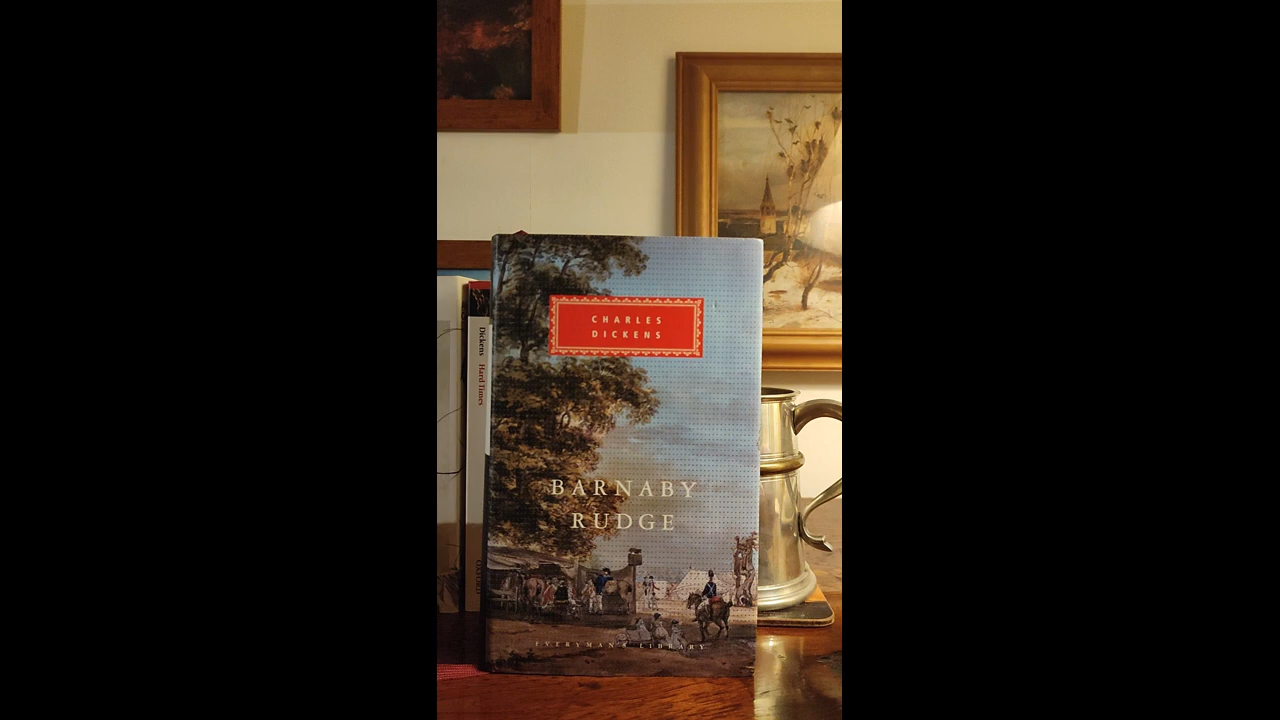 CHARLES
DICKENS
BARNABY
RUDGE
EVERYMAN'S LIBRARY
Dickens Hard Times